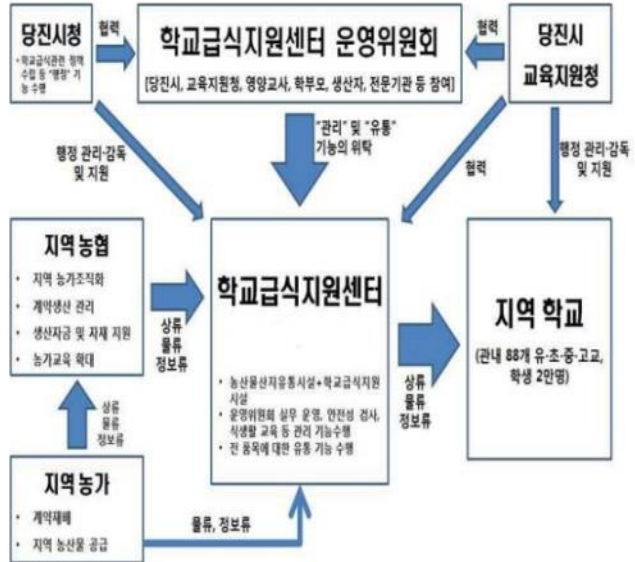 당진시청
• 학교급식관련 정책
수립 등 "행정" 기
능 수행
협력
학교급식지원센터 운영위원회
[당진시, 교육지원청, 영양교사, 학부모, 생산자, 전문기관 등 참여]
협력
당진시
교육지원청
"관리" 및 "유통"
기능의 위탁
행정 관리·감독
및 지원
협력
행정 관리·감독
및 지원
지역 농협
• 지역 농가조직화
• 계약생산 관리
• 생산자금 및 자재 지원
• 농가교육 확대
상류
물류
정보류
학교급식지원센터
• 농산물산지유통시설+학교급식지원
시설
• 운영위원회 실무 운영, 안전성 검사,
식생활 교육 등 관리 기능수행
• 전 품목에 대한 유통 기능 수행
상류
물류
정보류
지역 학교
(관내 88개 유·초·중·고교,
학생 2만명)
상류
물류
정보류
지역 농가
• 계약재배
• 지역 농산물 공급
물류, 정보류